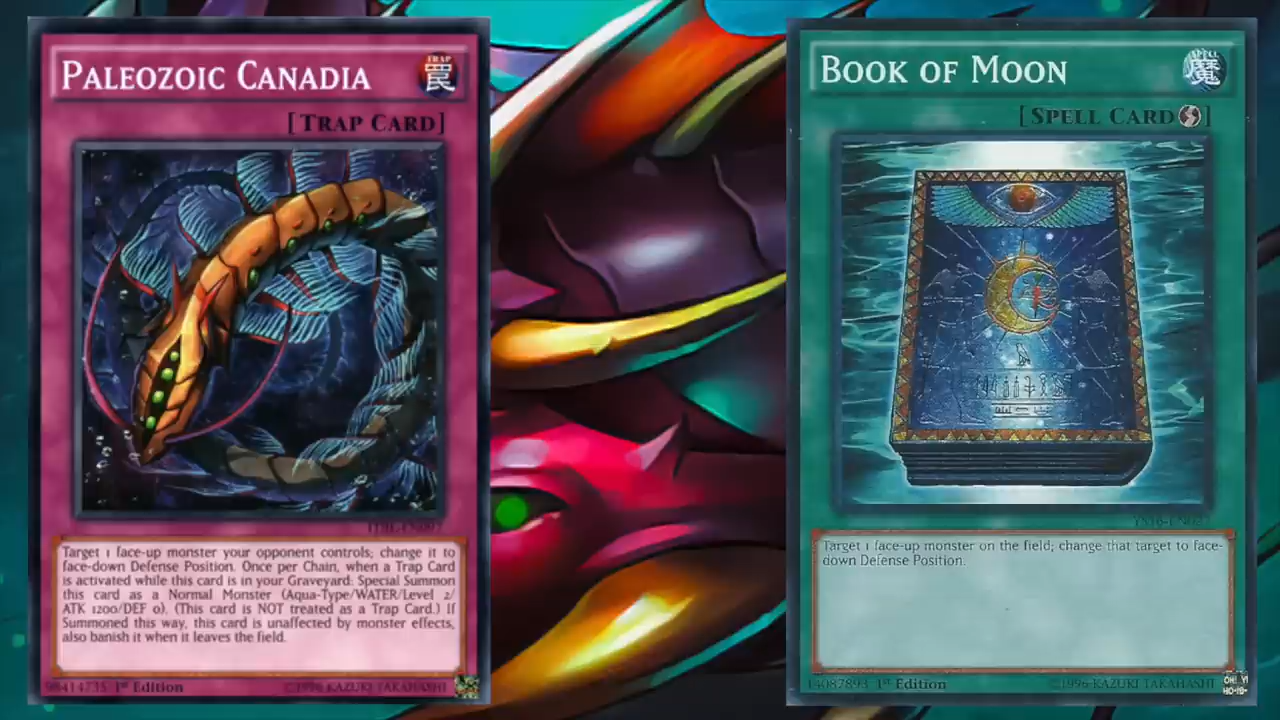 PALEOZOIC CANADIA
TRAP
罠
[TRAP CARD]
Target 1 face-up monster your opponent controls; change it to
face-down Defense Position. Once per Chain, when a Trap Card
is activated while this card is in your Graveyard: Special Summon
this card as a Normal Monster (Aqua-Type/WATER/Level 2/
ATK 1200/DEF 0). (This card is NOT treated as a Trap Card.) If
Summoned this way, this card is unaffected by monster effects,
also banish it when it leaves the field.
1st Edition
©1996 KAZUKI TAKAHASHI
BOOK OF MOON
SPELL
魔
[SPELL CARD]
Target 1 face-up monster on the field; change that target to face-
down Defense Position.
14087893 1st Edition
©1996 KAZUKI TAKAHASHI